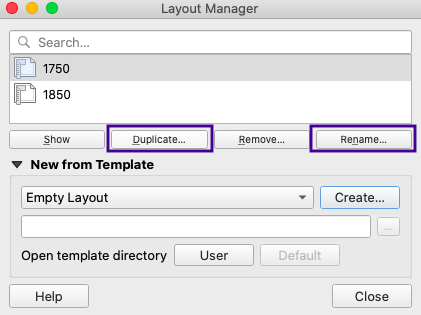 Layout Manager
Search...
1750
1850
Show Duplicate... Remove... Rename...
New from Template
Empty Layout Create...
...
Open template directory User Default
Help Close